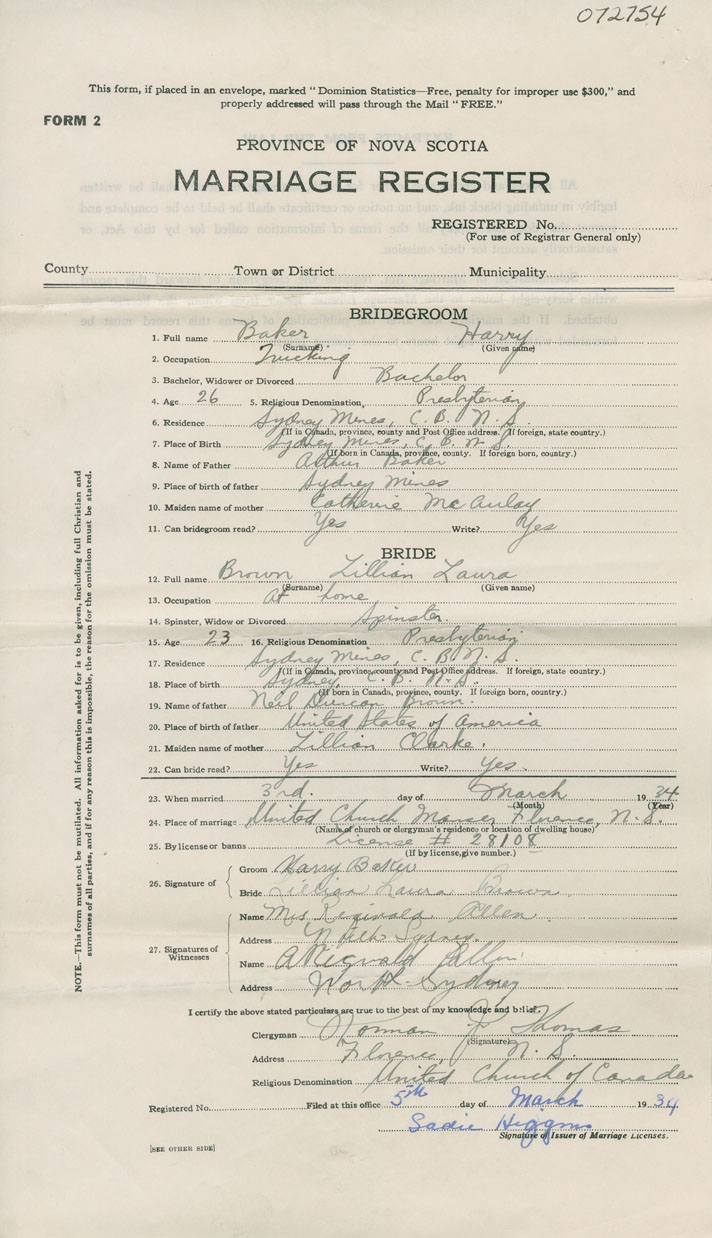 072754
This form, if placed in an envelope, marked "Dominion Statistics—Free, penalty for improper use $300," and
properly addressed will pass through the Mail "FREE."
FORM 2
PROVINCE OF NOVA SCOTIA
MARRIAGE REGISTER
REGISTERED No.
(For use of Registrar General only)
County Town or District Municipality
BRIDEGROOM
1. Full name Baker Harry
(Surname) (Given name)
2. Occupation Trucking
3. Bachelor, Widower or Divorced Bachelor
4. Age 26 5. Religious Denomination, Presbyterian
6. Residence Sydney Mines, C. B. N. S.
(If in Canada, province, county and Post Office address. If foreign, state country.)
7. Place of Birth Sydney Mines, C. B. N. S.
(If born in Canada, province, county. If foreign born, country.)
8. Name of Father Arthur Baker
9. Place of birth of father Sydney Mines
10. Maiden name of mother Catherine McAulay
11. Can bridegroom read? Yes Write? Yes
BRIDE
12. Full name Brown Lillian Laura
(Surname) (Given name)
13. Occupation At home
14. Spinster, Widow or Divorced Spinster.
15. Age 23 16. Religious Denomination Presbyterian
17. Residence Sydney Mines, C. B. N. S.
(If in Canada, province, county and Post Office address. If foreign, state country.)
18. Place of birth Sydney, C. B. N. S.
(If born in Canada, province, county. If foreign born, country.)
19. Name of father Neil Duncan Brown.
20. Place of birth of father United States of America
21. Maiden name of mother Lillian Clarke.
22. Can bride read? Yes Write? Yes.
23. When married 3rd. day of March 19 34
(Month) (Year)
24. Place of marriage United Church Manse, Florence, N. S.
(Name of church or clergyman's residence or location of dwelling house)
25. By license or banns License # 28108
(If by license, give number.)
26. Signature of
Groom Harry Baker
Bride Lillian Laura Brown
27. Signatures of Witnesses
Name Mrs Reginald Allen
Address North Sydney.
Name A Reginald Allen
Address North Sydney
I certify the above stated particulars are true to the best of my knowledge and belief.
Clergyman Norman J. Thomas
(Signature)
Address Florence, N. S.
Religious Denomination United Church of Canada
Registered No. Filed at this office 5th day of March 19 34
Sadie Higgins
Signature of Issuer of Marriage Licenses.
[SEE OTHER SIDE]
NOTE.—This form must not be mutilated. All information asked for is to be given, including full Christian and
surnames of all parties, and if for any reason this is impossible, the reason for the omission must be stated.